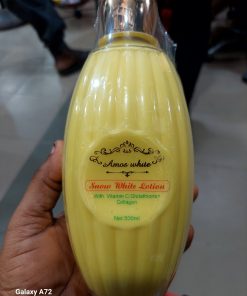 Amos white
Snow White Lotion
With Vitamin C, Glutathione+
Collagen
Net:500ml
Galaxy A72